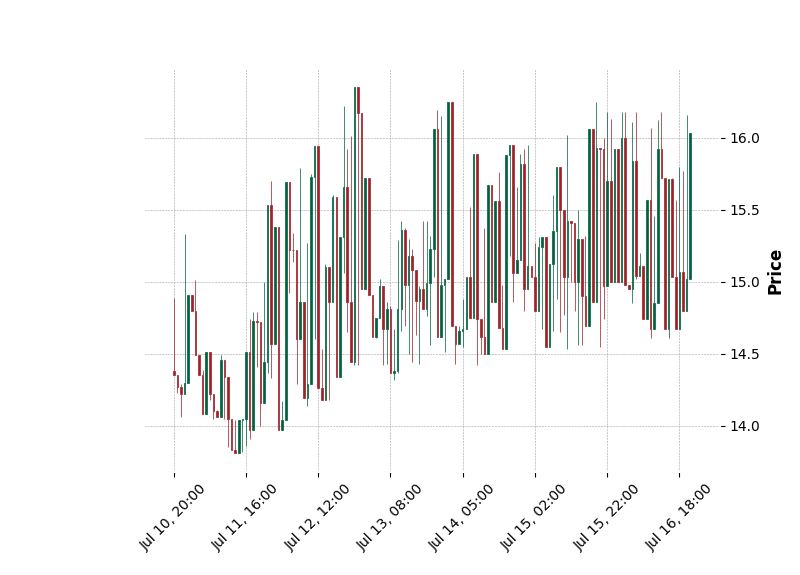 16.0
15.5
15.0
14.5
14.0
Price
Jul 10, 20:00
Jul 11, 16:00
Jul 12, 12:00
Jul 13, 08:00
Jul 14, 05:00
Jul 15, 02:00
Jul 15, 22:00
Jul 16, 18:00